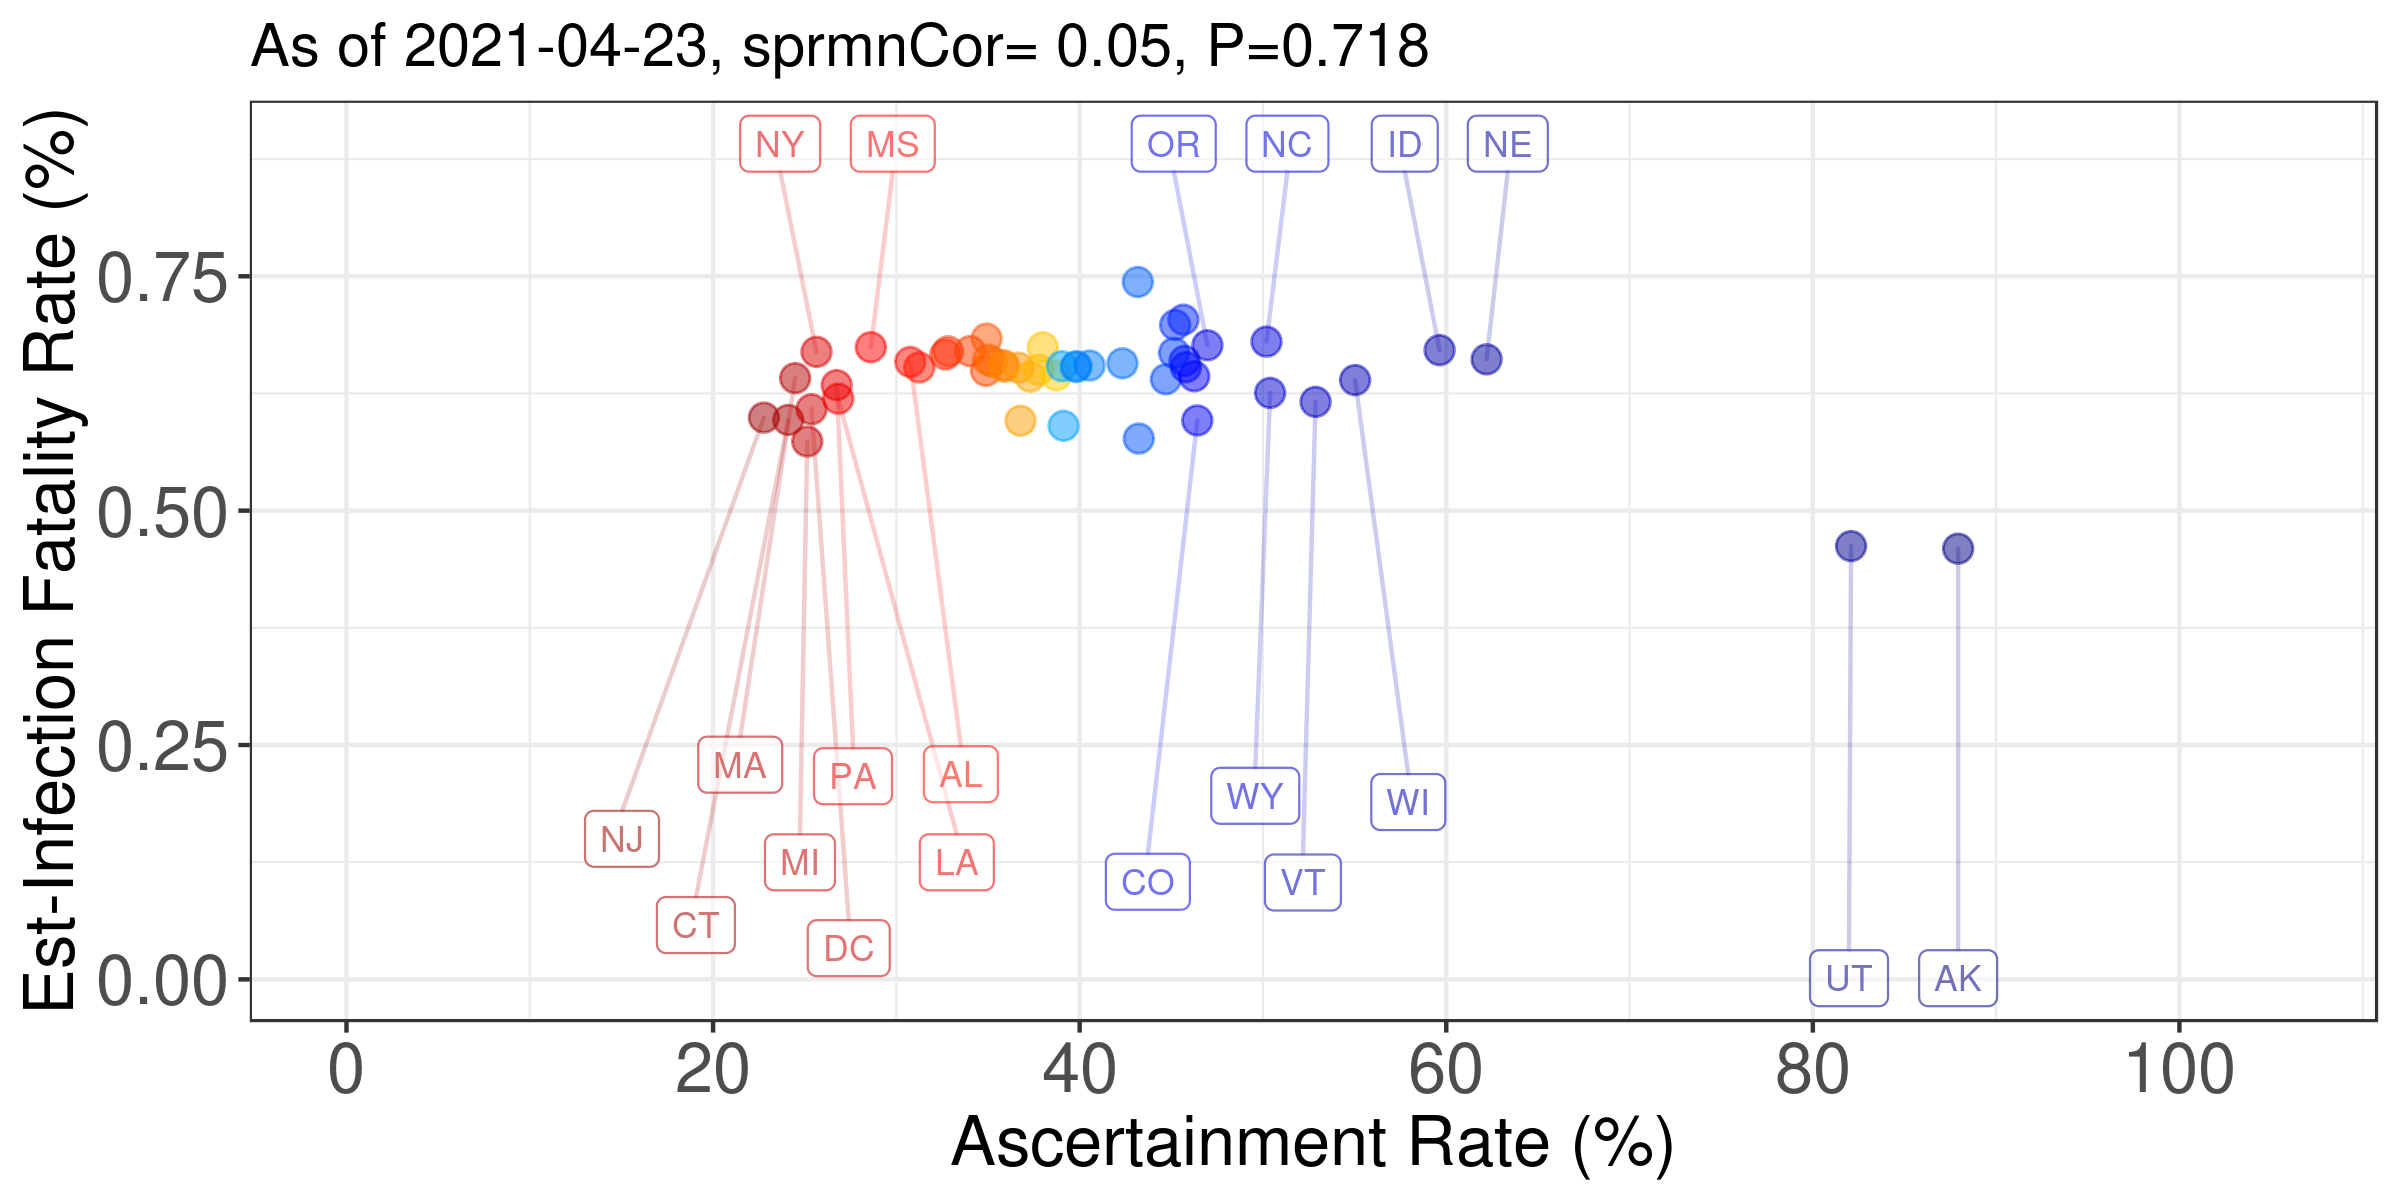 As of 2021-04-23, sprmnCor= 0.05, P=0.718
Est-Infection Fatality Rate (%)
0.75
0.50
0.25
0.00
NY
MS
OR
NC
ID
NE
MA
PA
AL
WY
WI
NJ
MI
LA
CO
VT
CT
DC
UT
AK
0
20
40
60
80
100
Ascertainment Rate (%)